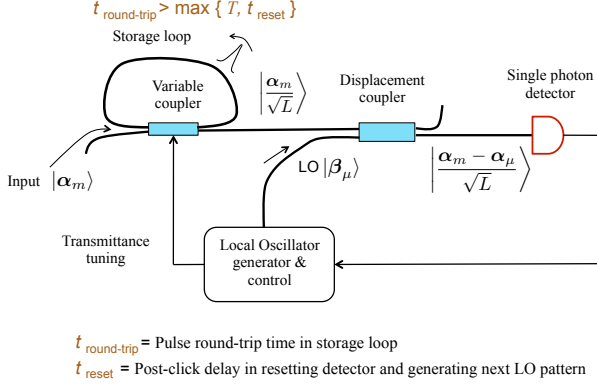 t round-trip > max { T, t reset }
Storage loop
Variable coupler
|α_m/√L⟩
Displacement coupler
Single photon detector
Input |α_m⟩
LO |β_μ⟩
|α_m − α_μ/√L⟩
Transmittance tuning
Local Oscillator generator & control
t round-trip = Pulse round-trip time in storage loop
t reset = Post-click delay in resetting detector and generating next LO pattern